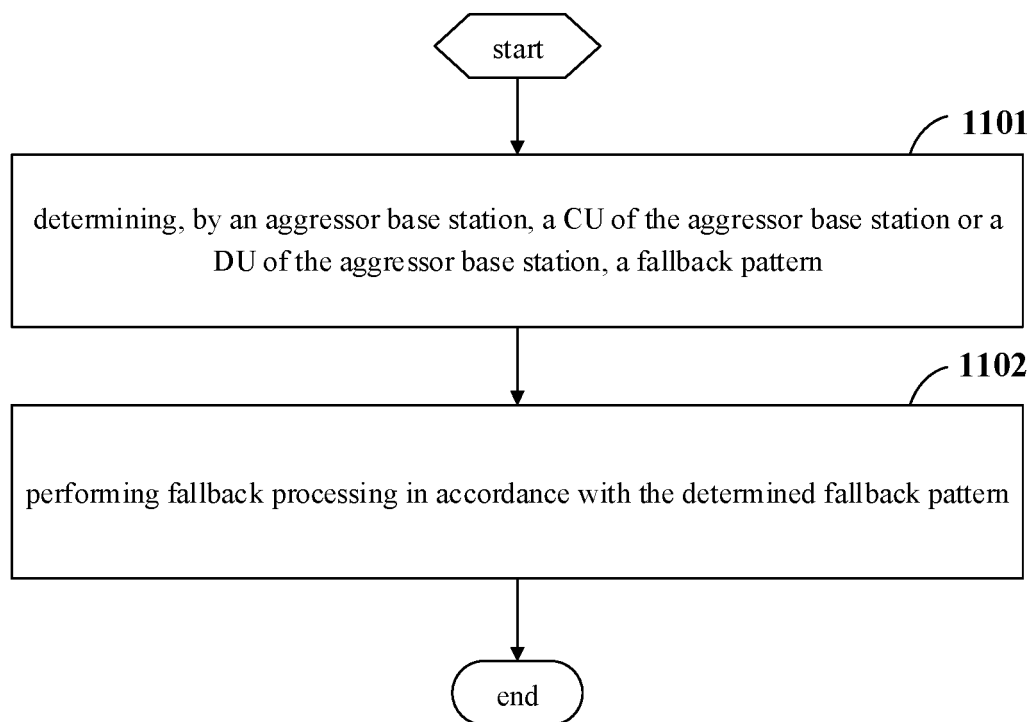 start
1101
determining, by an aggressor base station, a CU of the aggressor base station or a
DU of the aggressor base station, a fallback pattern
1102
performing fallback processing in accordance with the determined fallback pattern
end